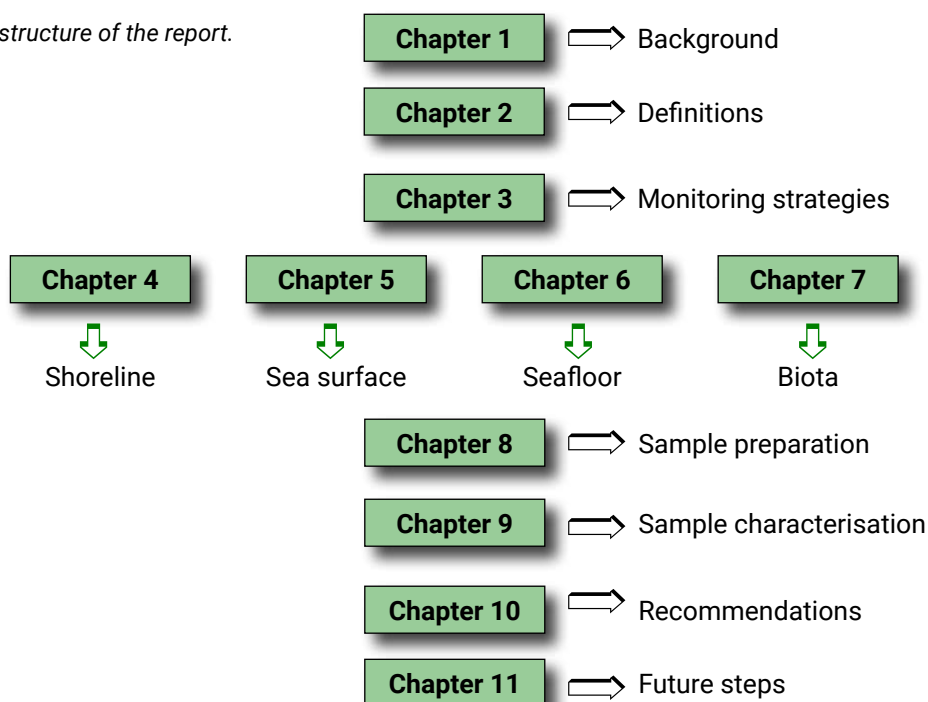 structure of the report.
Chapter 1 Background
Chapter 2 Definitions
Chapter 3 Monitoring strategies
Chapter 4 Chapter 5 Chapter 6 Chapter 7
Shoreline Sea surface Seafloor Biota
Chapter 8 Sample preparation
Chapter 9 Sample characterisation
Chapter 10 Recommendations
Chapter 11 Future steps